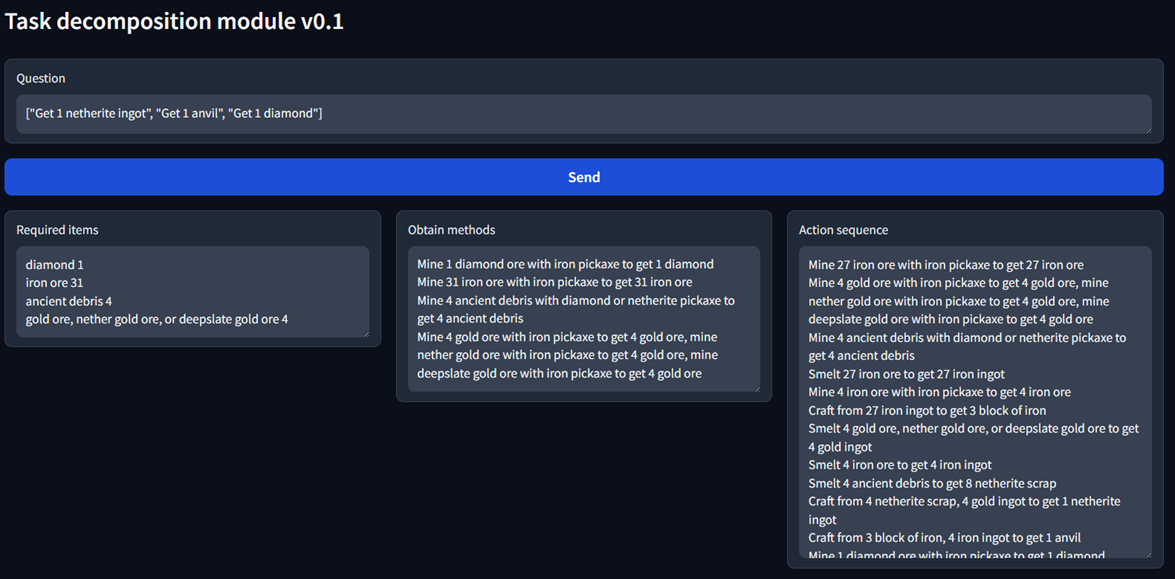 Task decomposition module v0.1
Question
["Get 1 netherite ingot", "Get 1 anvil", "Get 1 diamond"]
Send
Required items
diamond 1
iron ore 31
ancient debris 4
gold ore, nether gold ore, or deepslate gold ore 4
Obtain methods
Mine 1 diamond ore with iron pickaxe to get 1 diamond
Mine 31 iron ore with iron pickaxe to get 31 iron ore
Mine 4 ancient debris with diamond or netherite pickaxe to
get 4 ancient debris
Mine 4 gold ore with iron pickaxe to get 4 gold ore, mine
nether gold ore with iron pickaxe to get 4 gold ore, mine
deepslate gold ore with iron pickaxe to get 4 gold ore
Action sequence
Mine 27 iron ore with iron pickaxe to get 27 iron ore
Mine 4 gold ore with iron pickaxe to get 4 gold ore, mine
nether gold ore with iron pickaxe to get 4 gold ore, mine
deepslate gold ore with iron pickaxe to get 4 gold ore
Mine 4 ancient debris with diamond or netherite pickaxe to
get 4 ancient debris
Smelt 27 iron ore to get 27 iron ingot
Mine 4 iron ore with iron pickaxe to get 4 iron ore
Craft from 27 iron ingot to get 3 block of iron
Smelt 4 gold ore, nether gold ore, or deepslate gold ore to get
4 gold ingot
Smelt 4 iron ore to get 4 iron ingot
Smelt 4 ancient debris to get 8 netherite scrap
Craft from 4 netherite scrap, 4 gold ingot to get 1 netherite
ingot
Craft from 3 block of iron, 4 iron ingot to get 1 anvil
Mine 1 diamond ore with iron pickaxe to get 1 diamond